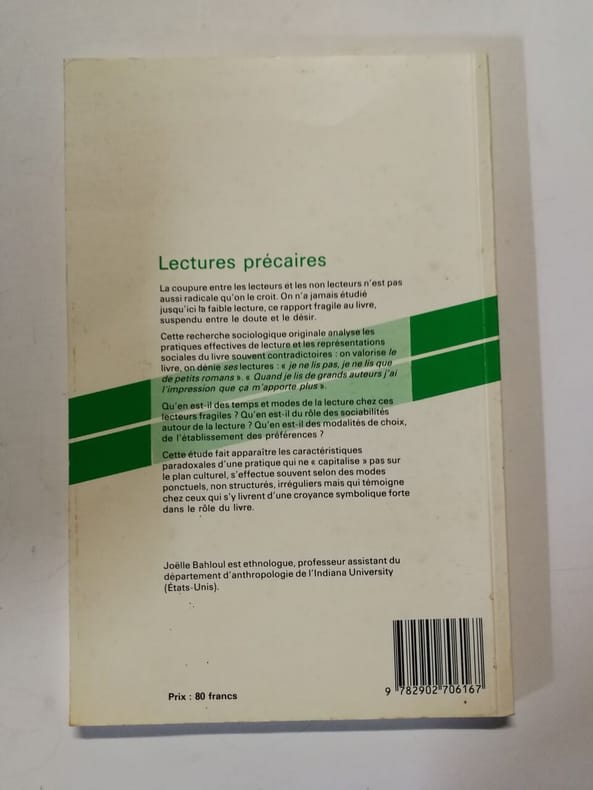 Lectures précaires
La coupure entre les lecteurs et les non lecteurs n'est pas
aussi radicale qu'on le croit. On n'a jamais étudié
jusqu'ici la faible lecture, ce rapport fragile au livre,
suspendu entre le doute et le désir.
Cette recherche sociologique originale analyse les
pratiques effectives de lecture et les représentations
sociales du livre souvent contradictoires : on valorise le
livre, on dénie ses lectures : « je ne lis pas, je ne lis que
de petits romans ». « Quand je lis de grands auteurs j'ai
l'impression que ça m'apporte plus ».
Qu'en est-il des temps et modes de la lecture chez ces
lecteurs fragiles ? Qu'en est-il du rôle des sociabilités
autour de la lecture ? Qu'en est-il des modalités de choix,
de l'établissement des préférences ?
Cette étude fait apparaître les caractéristiques
paradoxales d'une pratique qui ne « capitalise » pas sur
le plan culturel, s'effectue souvent selon des modes
ponctuels, non structurés, irréguliers mais qui témoigne
chez ceux qui s'y livrent d'une croyance symbolique forte
dans le rôle du livre.
Joëlle Bahloul est ethnologue, professeur assistant du
département d'anthropologie de l'Indiana University
(États-Unis).
Prix : 80 francs
9 782902 706167